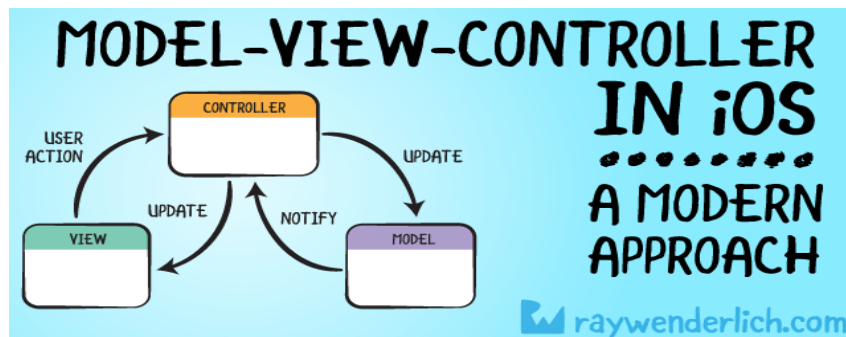 MODEL-VIEW-CONTROLLER
IN iOS
A MODERN
APPROACH
CONTROLLER
USER
ACTION
UPDATE
UPDATE
NOTIFY
VIEW
MODEL
raywenderlich.com